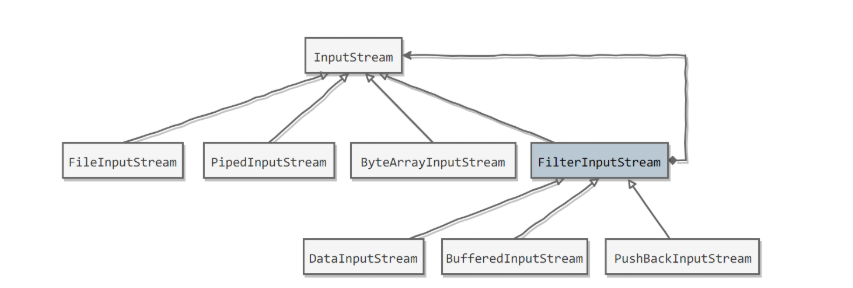 InputStream
FileInputStream
PipedInputStream
ByteArrayInputStream
FilterInputStream
DataInputStream
BufferedInputStream
PushBackInputStream